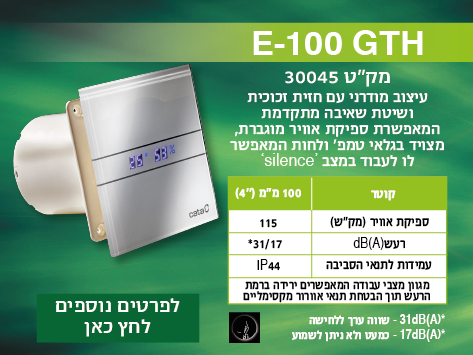 E-100 GTH
מק"ט 30045
עיצוב מודרני עם חזית זכוכית
ושיטת שאיבה מתקדמת
המאפשרת ספיקת אוויר מוגברת,
מצויד בגלאי טמפ' ולחות המאפשר
לו לעבוד במצב 'silence'
25° 53%
cata
קוטר 100 מ"מ ("4)
ספיקת אוויר (מק"ש) 115
רעש dB(A) 31/17*
עמידות לתנאי הסביבה IP44
מגוון מצבי עבודה המאפשרים ירידה ברמת
הרעש תוך הבטחת תנאי אוורור מקסימליים
*31dB(A) - שווה ערך ללחישה
*17dB(A) - כמעט ולא ניתן לשמוע
לפרטים נוספים
לחץ כאן